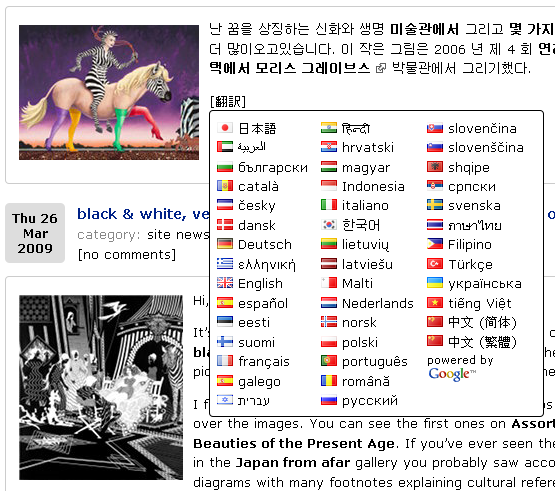 난 꿈을 상징하는 신화와 생명 미술관에서 그리고 몇 가지
더 많이오고있습니다. 이 작은 그림은 2006 년 제 4 회
멕에서 모리스 그레이브스 박물관에서 그리기했다.
[翻訳]
日本語
العربية
български
català
česky
dansk
Deutsch
ελληνική
English
español
eesti
suomi
français
galego
עברית
हिन्दी
hrvatski
magyar
Indonesia
italiano
한국어
lietuvių
latviešu
Malti
Nederlands
norsk
polski
português
română
русский
slovenčina
slovenščina
shqipe
српски
svenska
ภาษาไทย
Filipino
Türkçe
українська
tiếng Việt
中文 (简体)
中文 (繁體)
powered by
Google™
Thu 26
Mar
2009
black & white, ve
category: site news
[no comments]
Hi,
It's
I f
over the images. You can see the first ones on Assort
Beauties of the Present Age. If you've ever seen the
in the Japan from afar gallery you probably saw acco
diagrams with many footnotes explaining cultural refere